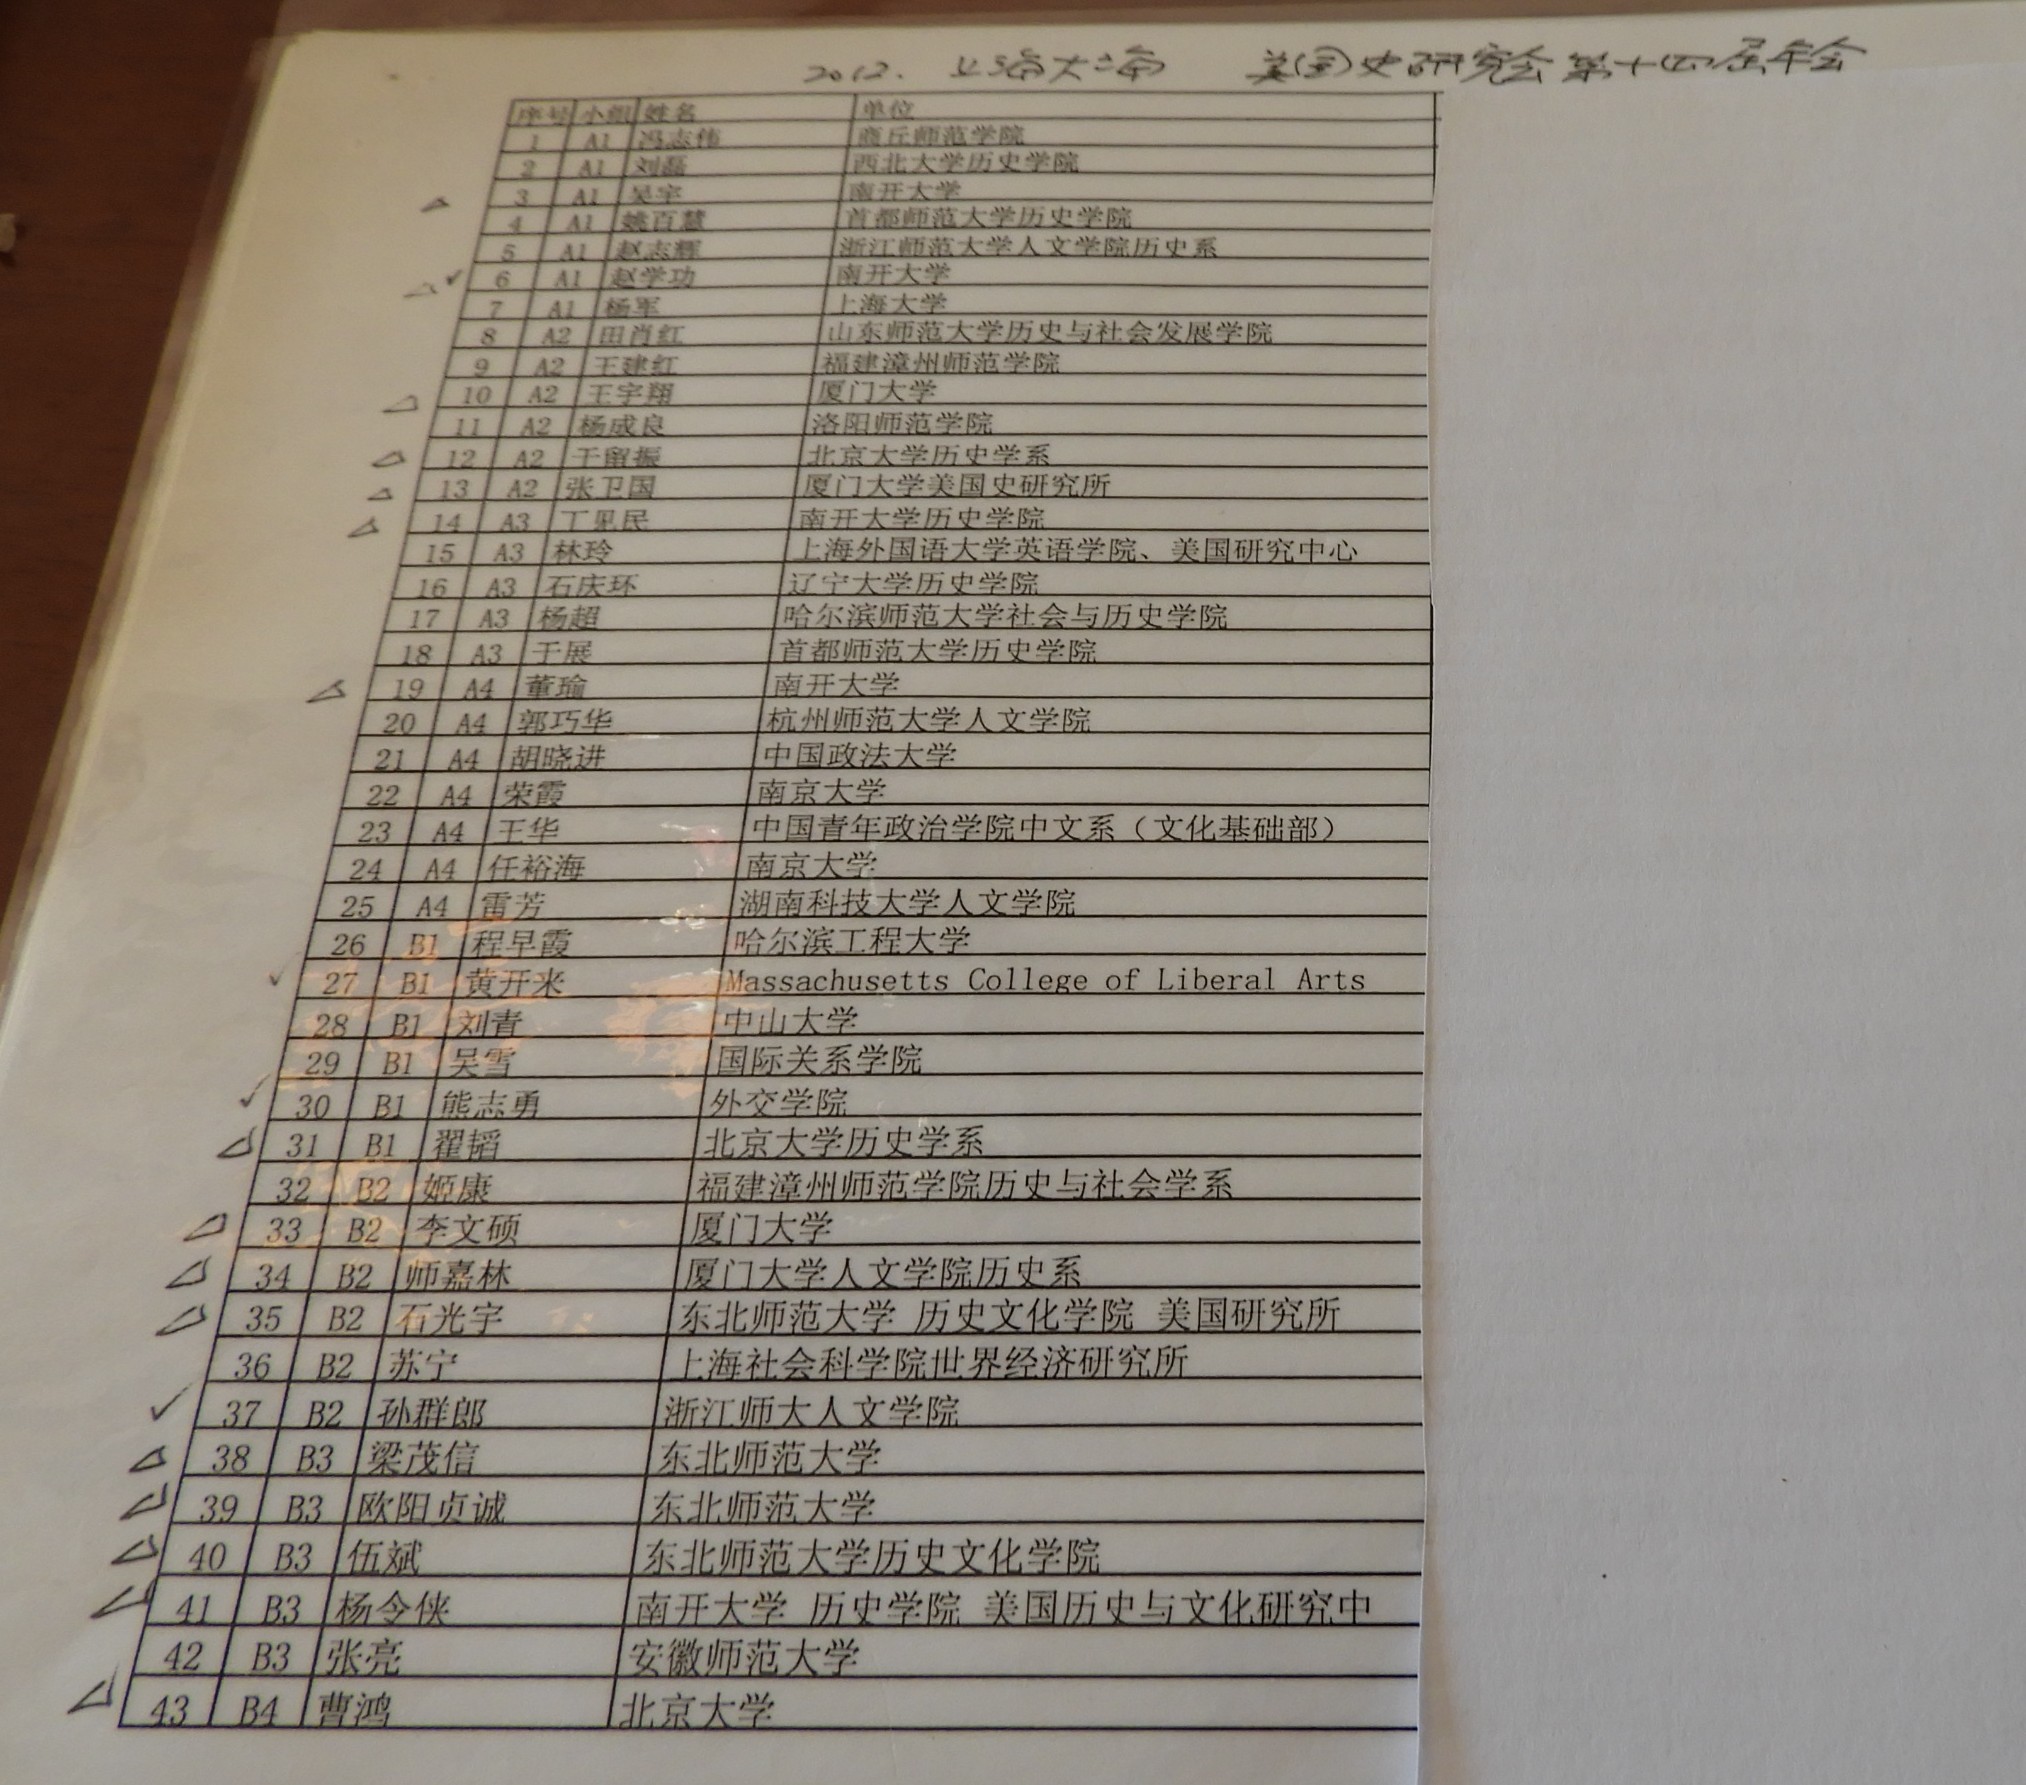 2012. 上海大海 美国史研究会第十四届年会
序号 小组 姓名 单位
1 A1 冯志伟 商丘师范学院
2 A1 刘磊 西北大学历史学院
3 A1 吴宇 南开大学
4 A1 姚百慧 首都师范大学历史学院
5 A1 赵志辉 浙江师范大学人文学院历史系
6 A1 赵学功 南开大学
7 A1 杨军 上海大学
8 A2 田肖红 山东师范大学历史与社会发展学院
9 A2 王建红 福建漳州师范学院
10 A2 王宇翔 厦门大学
11 A2 杨成良 洛阳师范学院
12 A2 于留振 北京大学历史学系
13 A2 张卫国 厦门大学美国史研究所
14 A3 丁见民 南开大学历史学院
15 A3 林玲 上海外国语大学英语学院、美国研究中心
16 A3 石庆环 辽宁大学历史学院
17 A3 杨超 哈尔滨师范大学社会与历史学院
18 A3 于展 首都师范大学历史学院
19 A4 董瑜 南开大学
20 A4 郭巧华 杭州师范大学人文学院
21 A4 胡晓进 中国政法大学
22 A4 荣霞 南京大学
23 A4 王华 中国青年政治学院中文系（文化基础部）
24 A4 任裕海 南京大学
25 A4 雷芳 湖南科技大学人文学院
26 B1 程早霞 哈尔滨工程大学
27 B1 黄开来 Massachusetts College of Liberal Arts
28 B1 刘青 中山大学
29 B1 吴雪 国际关系学院
30 B1 熊志勇 外交学院
31 B1 翟韬 北京大学历史学系
32 B2 姬康 福建漳州师范学院历史与社会学系
33 B2 李文硕 厦门大学
34 B2 师嘉林 厦门大学人文学院历史系
35 B2 石光宇 东北师范大学 历史文化学院 美国研究所
36 B2 苏宁 上海社会科学院世界经济研究所
37 B2 孙群郎 浙江师大人文学院
38 B3 梁茂信 东北师范大学
39 B3 欧阳贞诚 东北师范大学
40 B3 伍斌 东北师范大学历史文化学院
41 B3 杨令侠 南开大学 历史学院 美国历史与文化研究中
42 B3 张亮 安徽师范大学
43 B4 曹鸿 北京大学